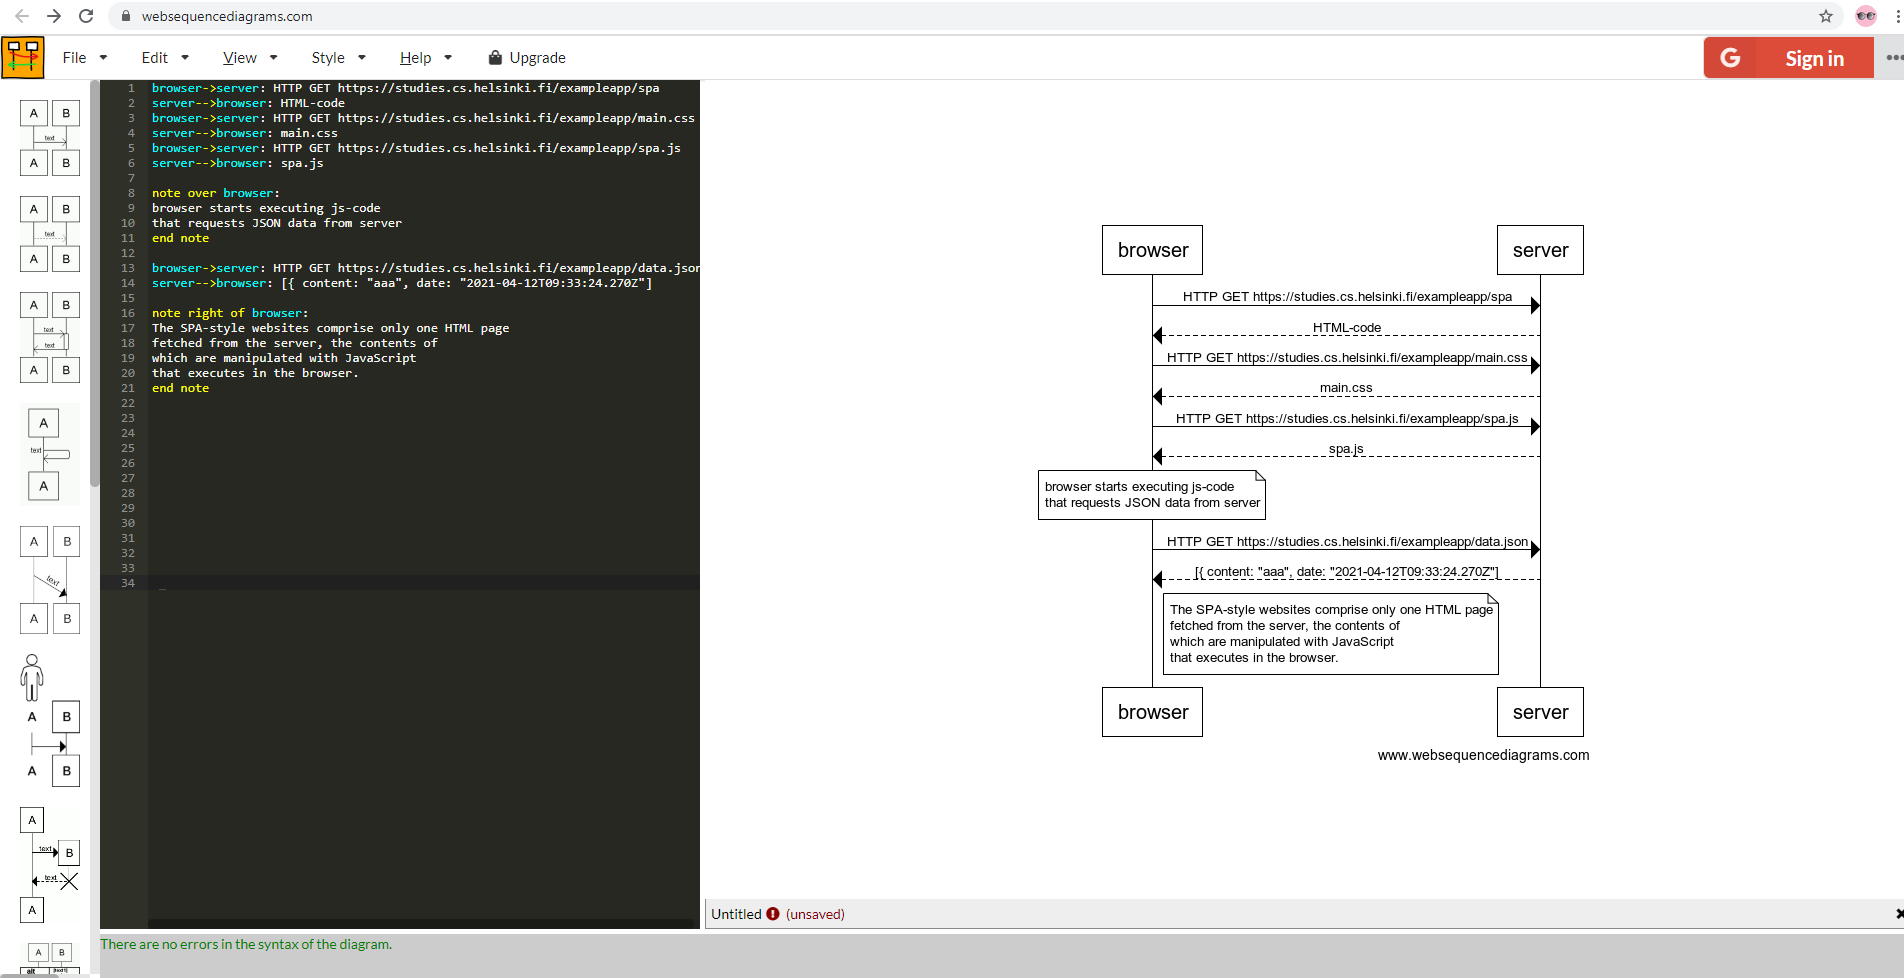 websequencediagrams.com
File Edit View Style Help Upgrade
G Sign in
A B
text
A B
A B
text
A B
A B
text
text
A B
A
text
A
A B
text
A B
A B
A B
A
text B
text
A
A B
alt [text]
1 browser->server: HTTP GET https://studies.cs.helsinki.fi/exampleapp/spa
2 server-->browser: HTML-code
3 browser->server: HTTP GET https://studies.cs.helsinki.fi/exampleapp/main.css
4 server-->browser: main.css
5 browser->server: HTTP GET https://studies.cs.helsinki.fi/exampleapp/spa.js
6 server-->browser: spa.js
7
8 note over browser:
9 browser starts executing js-code
10 that requests JSON data from server
11 end note
12
13 browser->server: HTTP GET https://studies.cs.helsinki.fi/exampleapp/data.json
14 server-->browser: [{ content: "aaa", date: "2021-04-12T09:33:24.270Z"]
15
16 note right of browser:
17 The SPA-style websites comprise only one HTML page
18 fetched from the server, the contents of
19 which are manipulated with JavaScript
20 that executes in the browser.
21 end note
22
23
24
25
26
27
28
29
30
31
32
33
34
browser server
HTTP GET https://studies.cs.helsinki.fi/exampleapp/spa
HTML-code
HTTP GET https://studies.cs.helsinki.fi/exampleapp/main.css
main.css
HTTP GET https://studies.cs.helsinki.fi/exampleapp/spa.js
spa.js
browser starts executing js-code
that requests JSON data from server
HTTP GET https://studies.cs.helsinki.fi/exampleapp/data.json
[{ content: "aaa", date: "2021-04-12T09:33:24.270Z"]
The SPA-style websites comprise only one HTML page
fetched from the server, the contents of
which are manipulated with JavaScript
that executes in the browser.
browser server
www.websequencediagrams.com
Untitled (unsaved)
There are no errors in the syntax of the diagram.